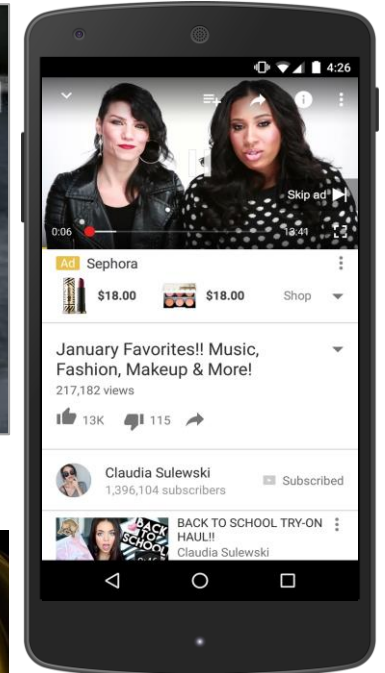 4:26
Skip ad
0:06
13:41
Ad Sephora
$18.00 $18.00 Shop
January Favorites!! Music,
Fashion, Makeup & More!
217,182 views
13K 115
Claudia Sulewski
1,396,104 subscribers
Subscribed
BACK TO SCHOOL TRY-ON
HAUL!!
Claudia Sulewski
BACK
TO
SCHOOL